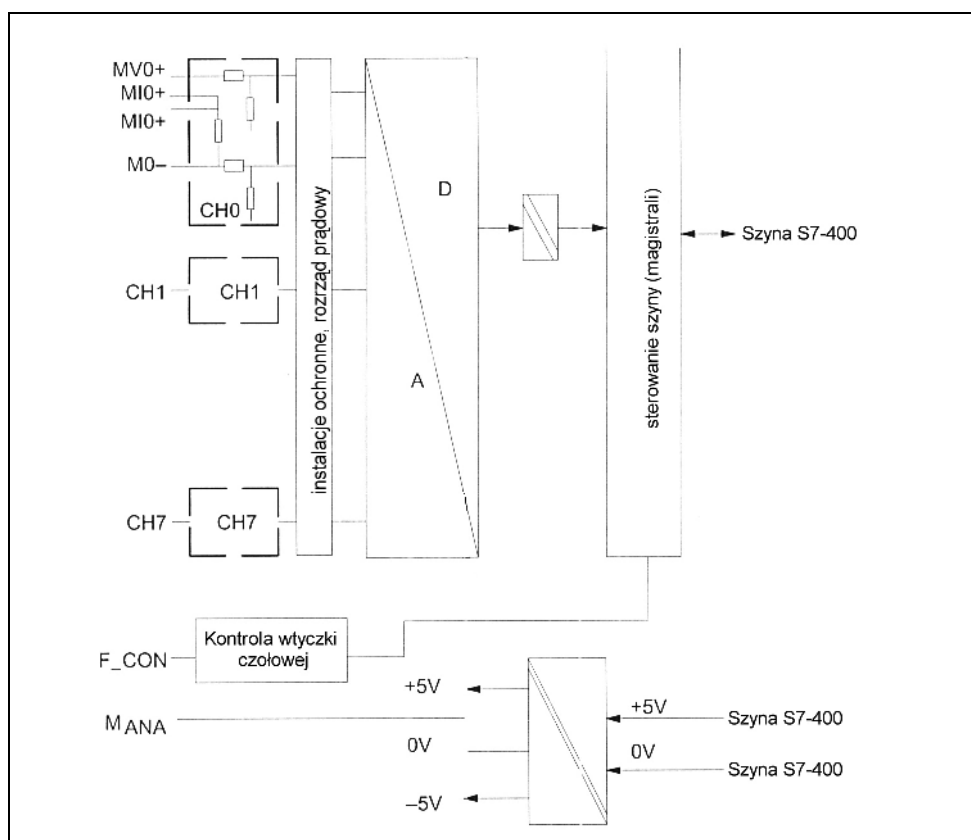 MV0+
MI0+
MI0+
M0–
CH0
CH1
CH1
CH7
CH7
instalacje ochronne, rozrząd prądowy
D
A
sterowanie szyny (magistrali)
Szyna S7-400
F_CON
Kontrola wtyczki
czołowej
MANA
+5V
0V
–5V
+5V
Szyna S7-400
0V
Szyna S7-400